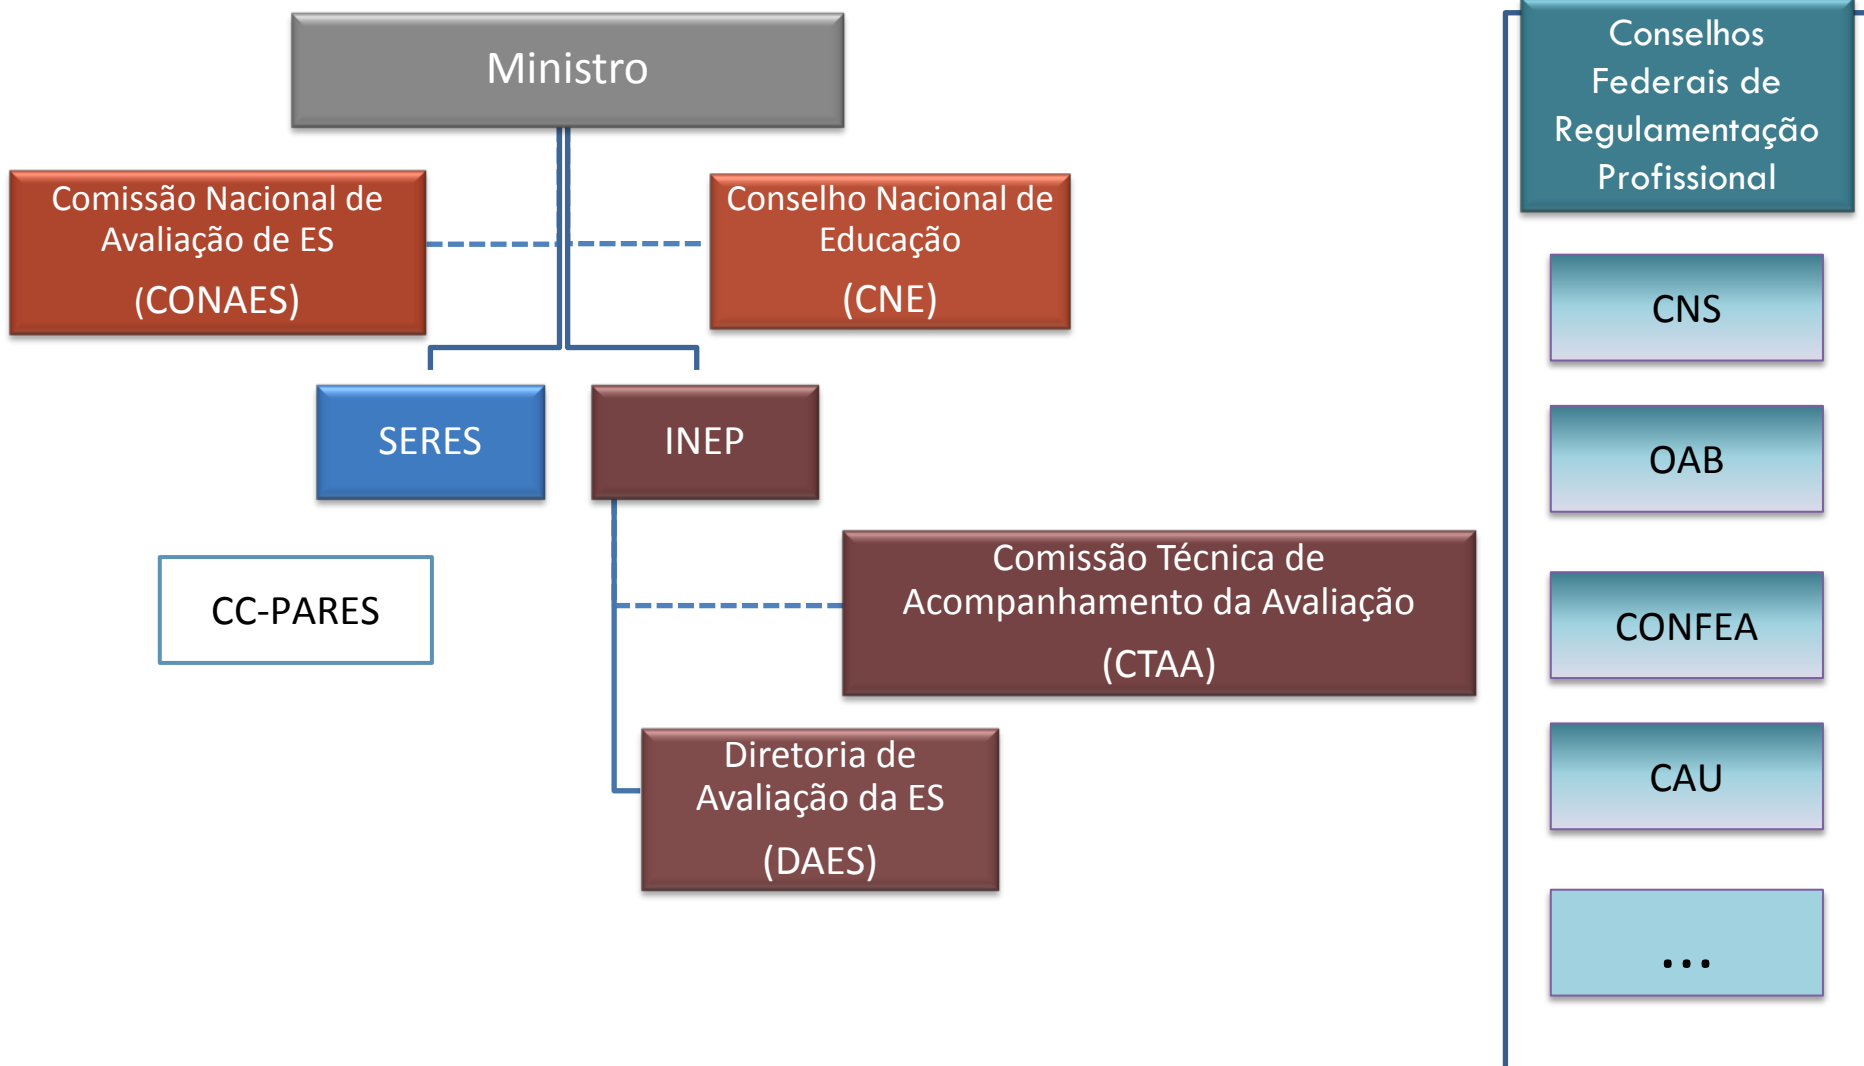 Ministro
Comissão Nacional de
Avaliação de ES
(CONAES)
Conselho Nacional de
Educação
(CNE)
SERES
INEP
CC-PARES
Comissão Técnica de
Acompanhamento da Avaliação
(CTAA)
Diretoria de
Avaliação da ES
(DAES)
Conselhos
Federais de
Regulamentação
Profissional
CNS
OAB
CONFEA
CAU
...